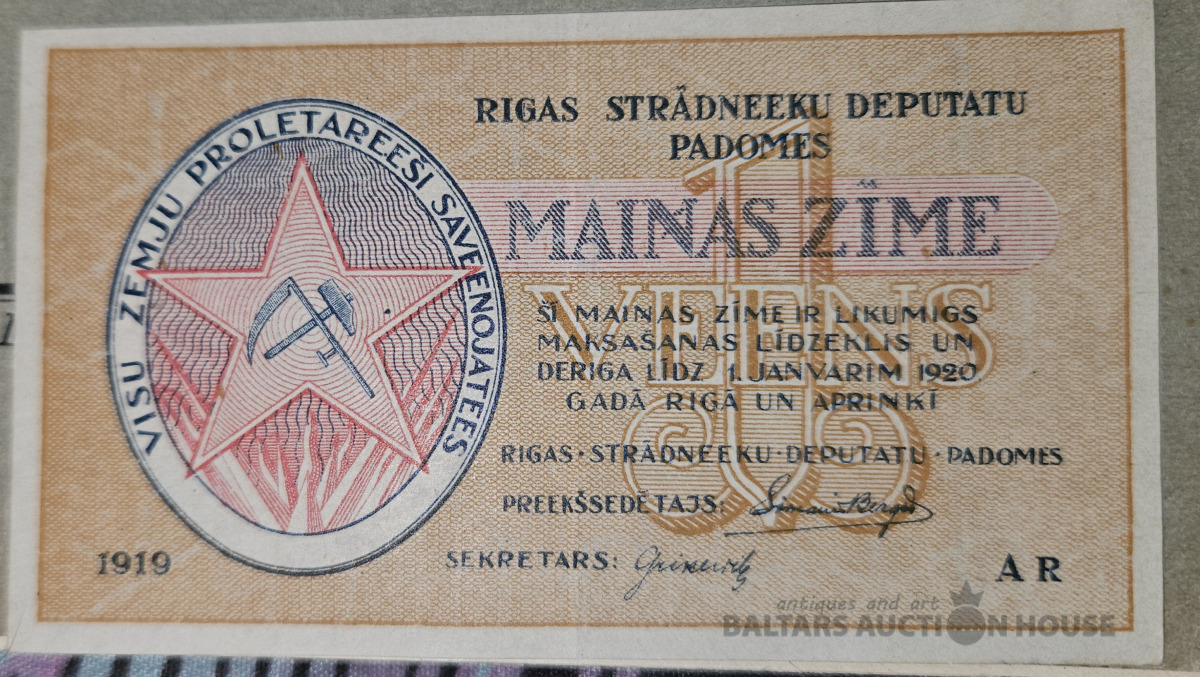 RIGAS STRĀDNEEKU DEPUTATU
PADOMES
MAIŅAS ZĪME
VISU ZEMJU PROLETAREEŠI SAVEENOJATEES
VEENS
1
ŠĪ MAIŅAS ZĪME IR LIKUMIGS
MAKSAŠANAS LĪDZEKLIS UN
DERIGA LĪDZ 1. JANVARIM 1920
GADĀ RIGĀ UN APRIŅĶĪ
RIGAS·STRĀDNEEKU·DEPUTATU·PADOMES
PREEKŠSEDĒTAJS:
SEKRETARS:
1919
AR
antiques and art
BALTARS AUCTION HOUSE